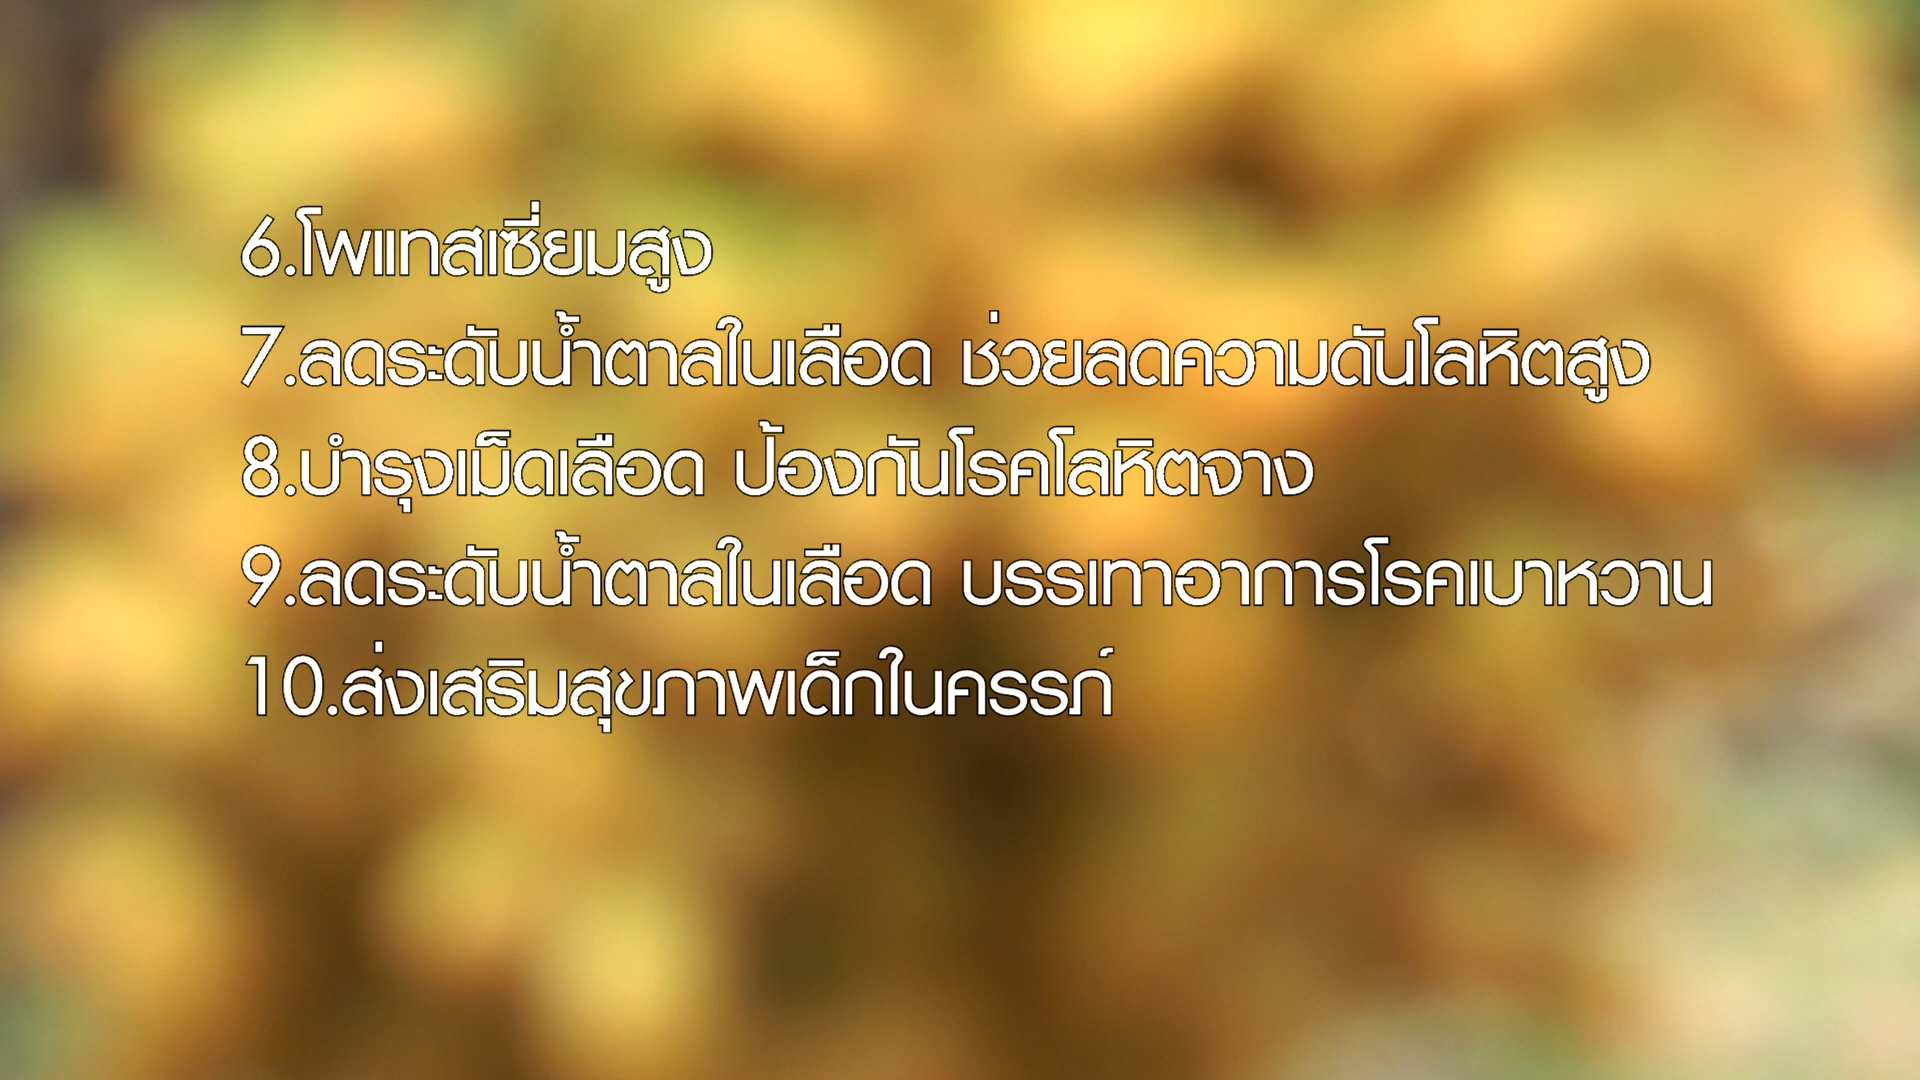 6.โพแทสเซี่ยมสูง
7.ลดระดับน้ำตาลในเลือด ช่วยลดความดันโลหิตสูง
8.บำรุงเม็ดเลือด ป้องกันโรคโลหิตจาง
9.ลดระดับน้ำตาลในเลือด บรรเทาอาการโรคเบาหวาน
10.ส่งเสริมสุขภาพเด็กในครรภ์